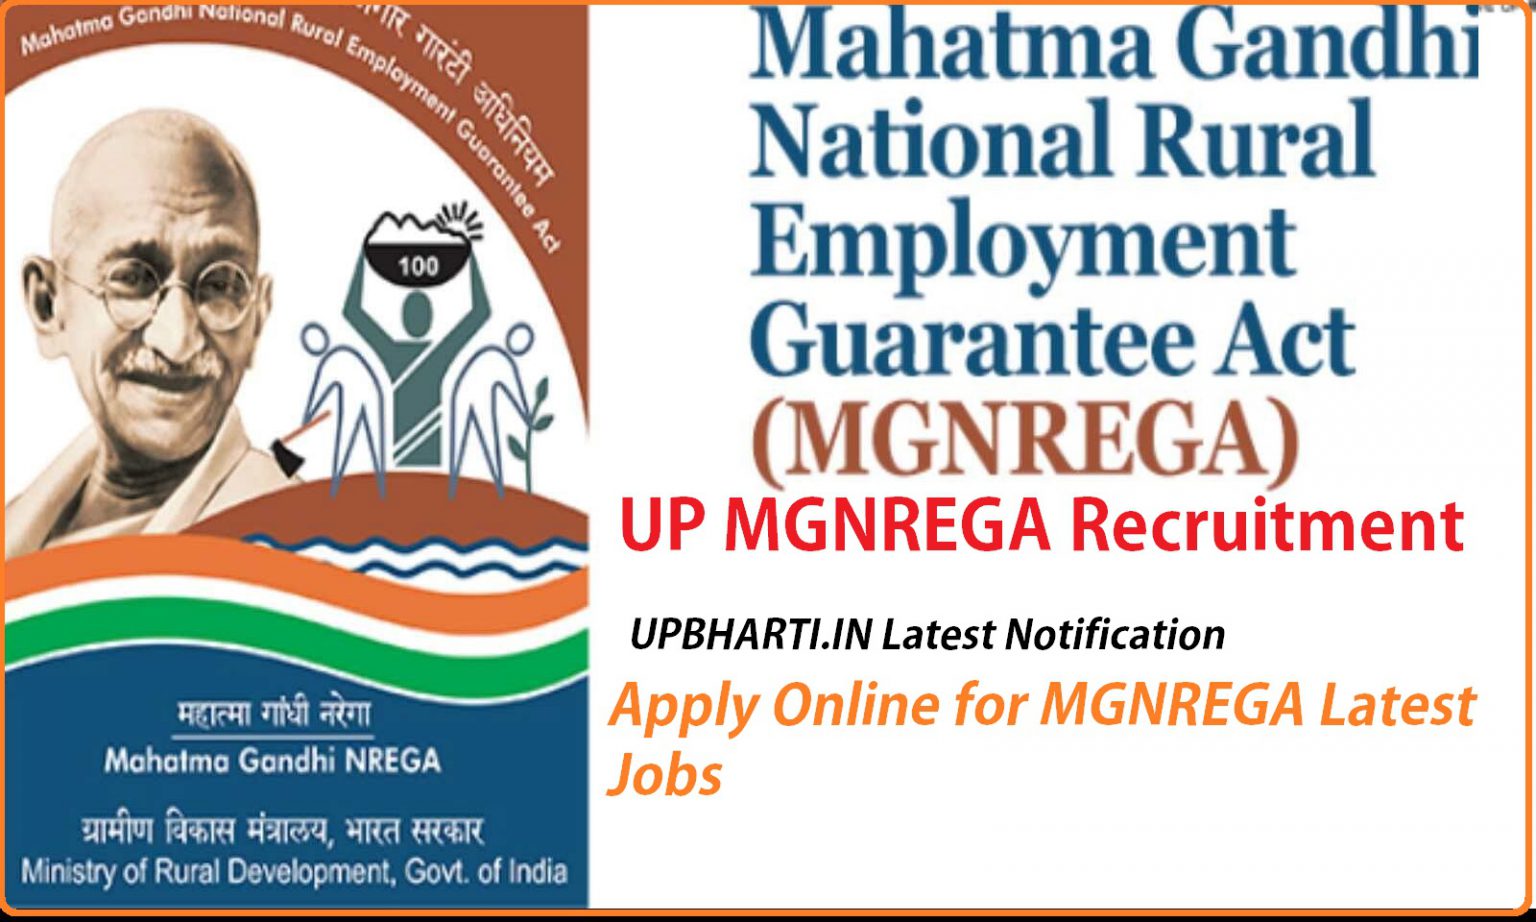 गार गारंटी अधिनियम
Mahatma Gandhi National Rural Employment Guarantee Act
100
महात्मा गांधी नरेगा
Mahatma Gandhi NREGA
ग्रामीण विकास मंत्रालय, भारत सरकार
Ministry of Rural Development, Govt. of India
Mahatma Gandhi
National Rural
Employment
Guarantee Act
(MGNREGA)
UP MGNREGA Recruitment
UPBHARTI.IN Latest Notification
Apply Online for MGNREGA Latest
Jobs